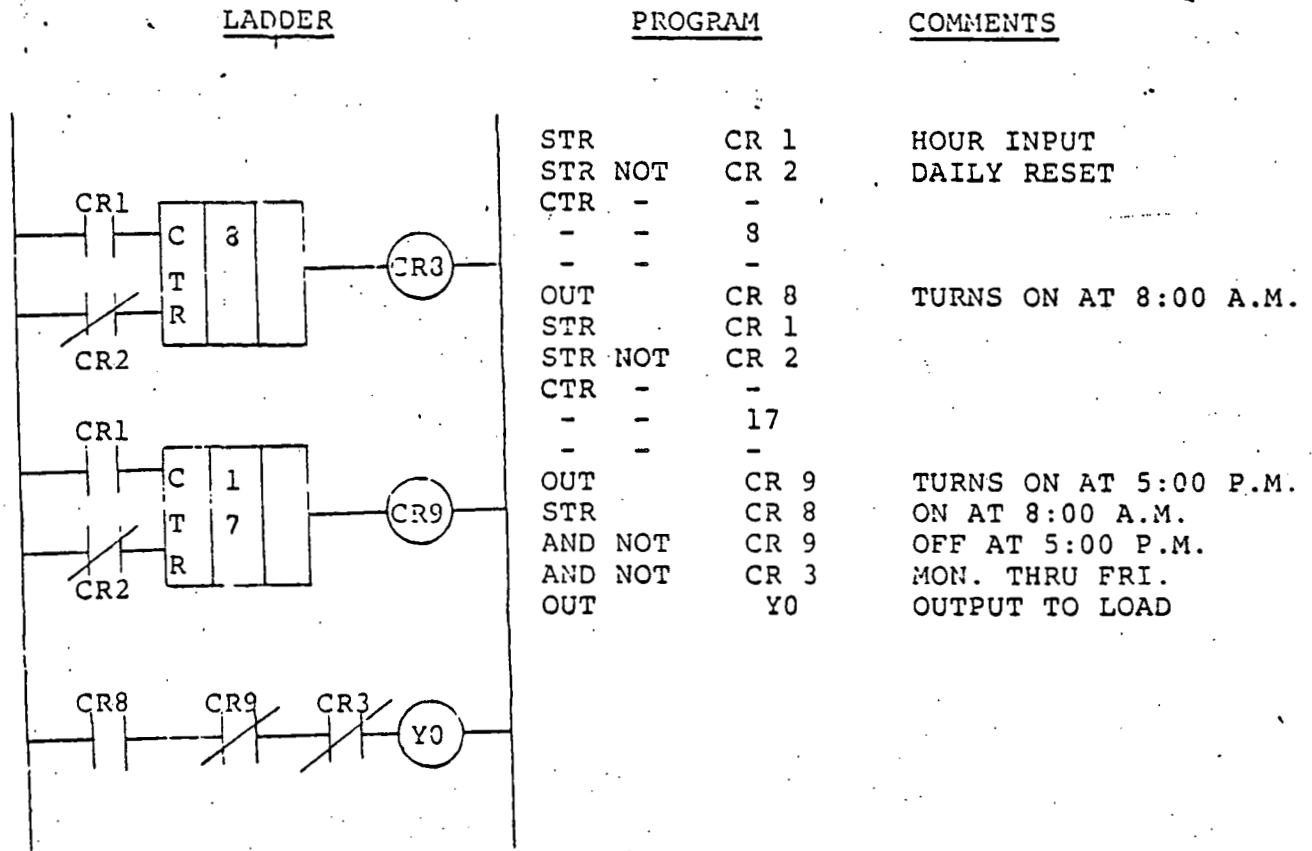 LADDER PROGRAM COMMENTS
STR CR 1 HOUR INPUT
STR NOT CR 2 DAILY RESET
CTR - -
- - 8
- - -
OUT CR 8 TURNS ON AT 8:00 A.M.
STR CR 1
STR NOT CR 2
CTR - -
- - 17
- - -
OUT CR 9 TURNS ON AT 5:00 P.M.
STR CR 8 ON AT 8:00 A.M.
AND NOT CR 9 OFF AT 5:00 P.M.
AND NOT CR 3 MON. THRU FRI.
OUT Y0 OUTPUT TO LOAD
CR1
C 8
T CR8
R
CR2
CR1
C 1
T 7 CR9
R
CR2
CR8 CR9 CR3
Y0